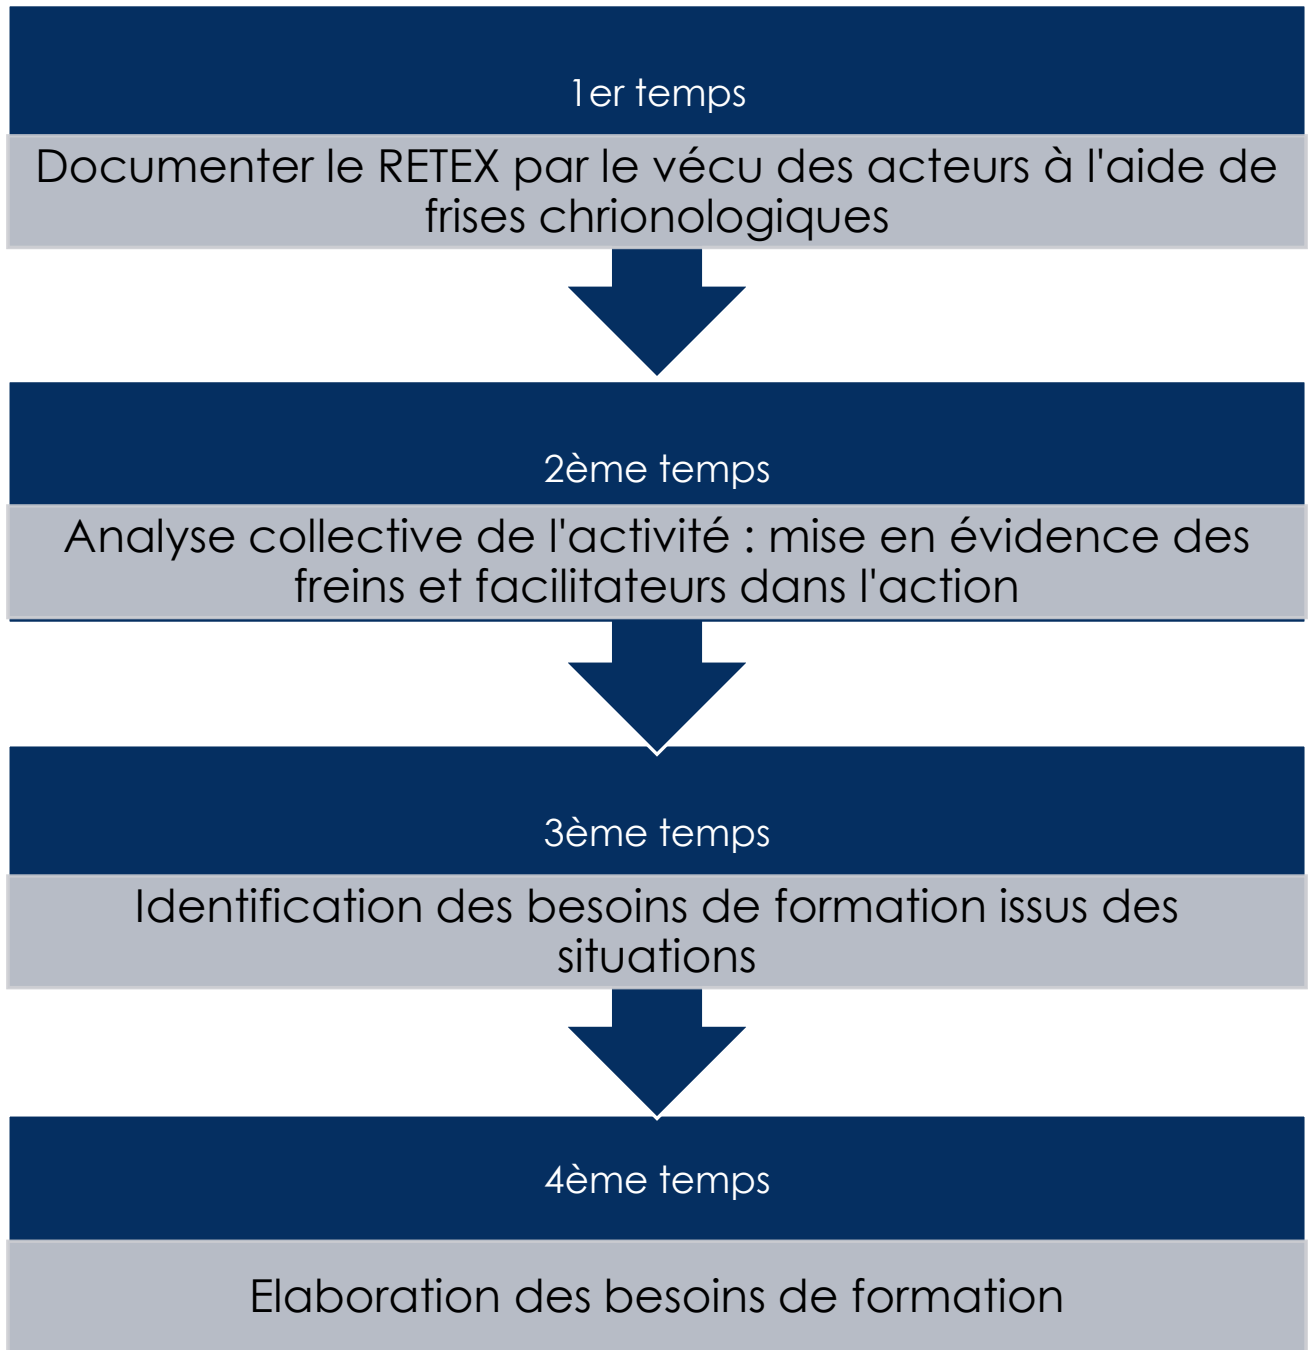 1er temps
Documenter le RETEX par le vécu des acteurs à l'aide de
frises chrionologiques
2ème temps
Analyse collective de l'activité : mise en évidence des
freins et facilitateurs dans l'action
3ème temps
Identification des besoins de formation issus des
situations
4ème temps
Elaboration des besoins de formation